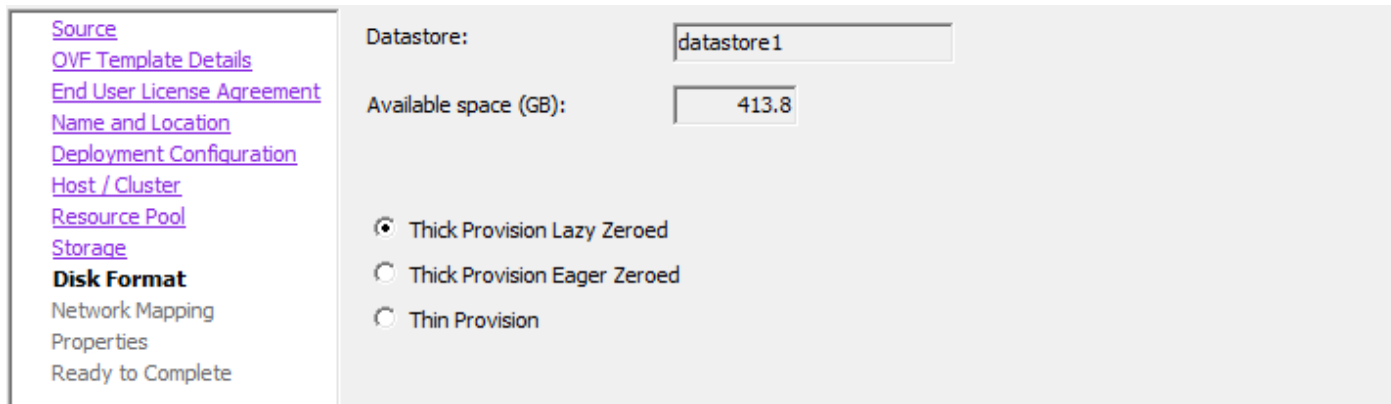 Source
OVF Template Details
End User License Agreement
Name and Location
Deployment Configuration
Host / Cluster
Resource Pool
Storage
Disk Format
Network Mapping
Properties
Ready to Complete
Datastore: datastore1
Available space (GB): 413.8
Thick Provision Lazy Zeroed
Thick Provision Eager Zeroed
Thin Provision